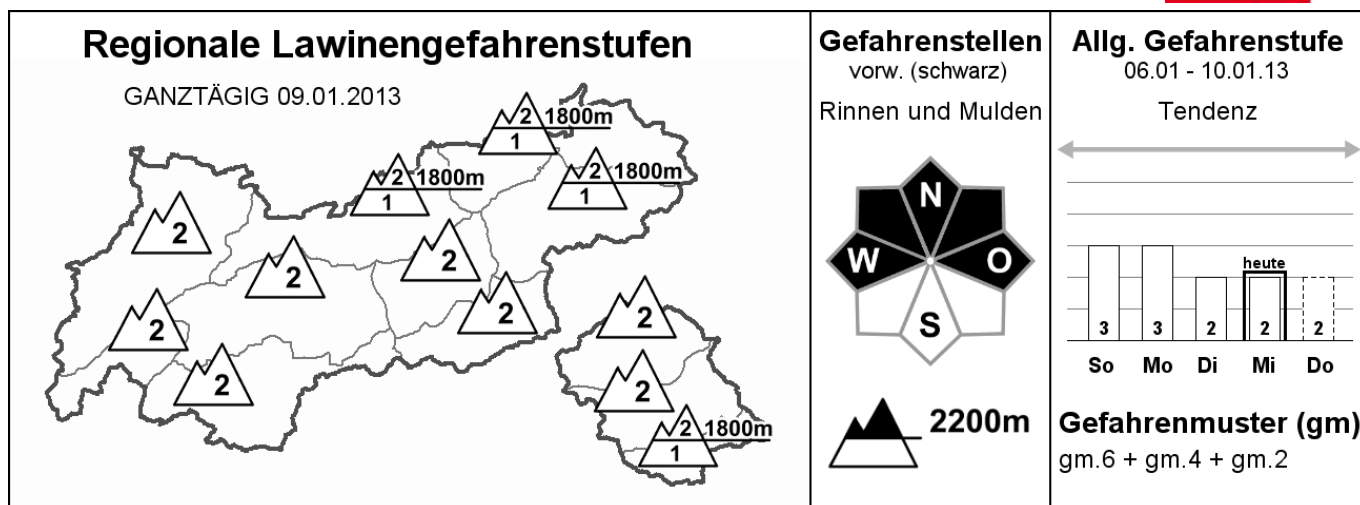 Regionale Lawinengefahrenstufen
GANZTÄGIG 09.01.2013
2 1800m
1
2 1800m
1
2 1800m
1
2
2
2
2
2
2
2
2
2 1800m
1
Gefahrenstellen
vorw. (schwarz)
Rinnen und Mulden
N
W O
S
2200m
Allg. Gefahrenstufe
06.01 - 10.01.13
Tendenz
heute
3 3 2 2 2
So Mo Di Mi Do
Gefahrenmuster (gm)
gm.6 + gm.4 + gm.2